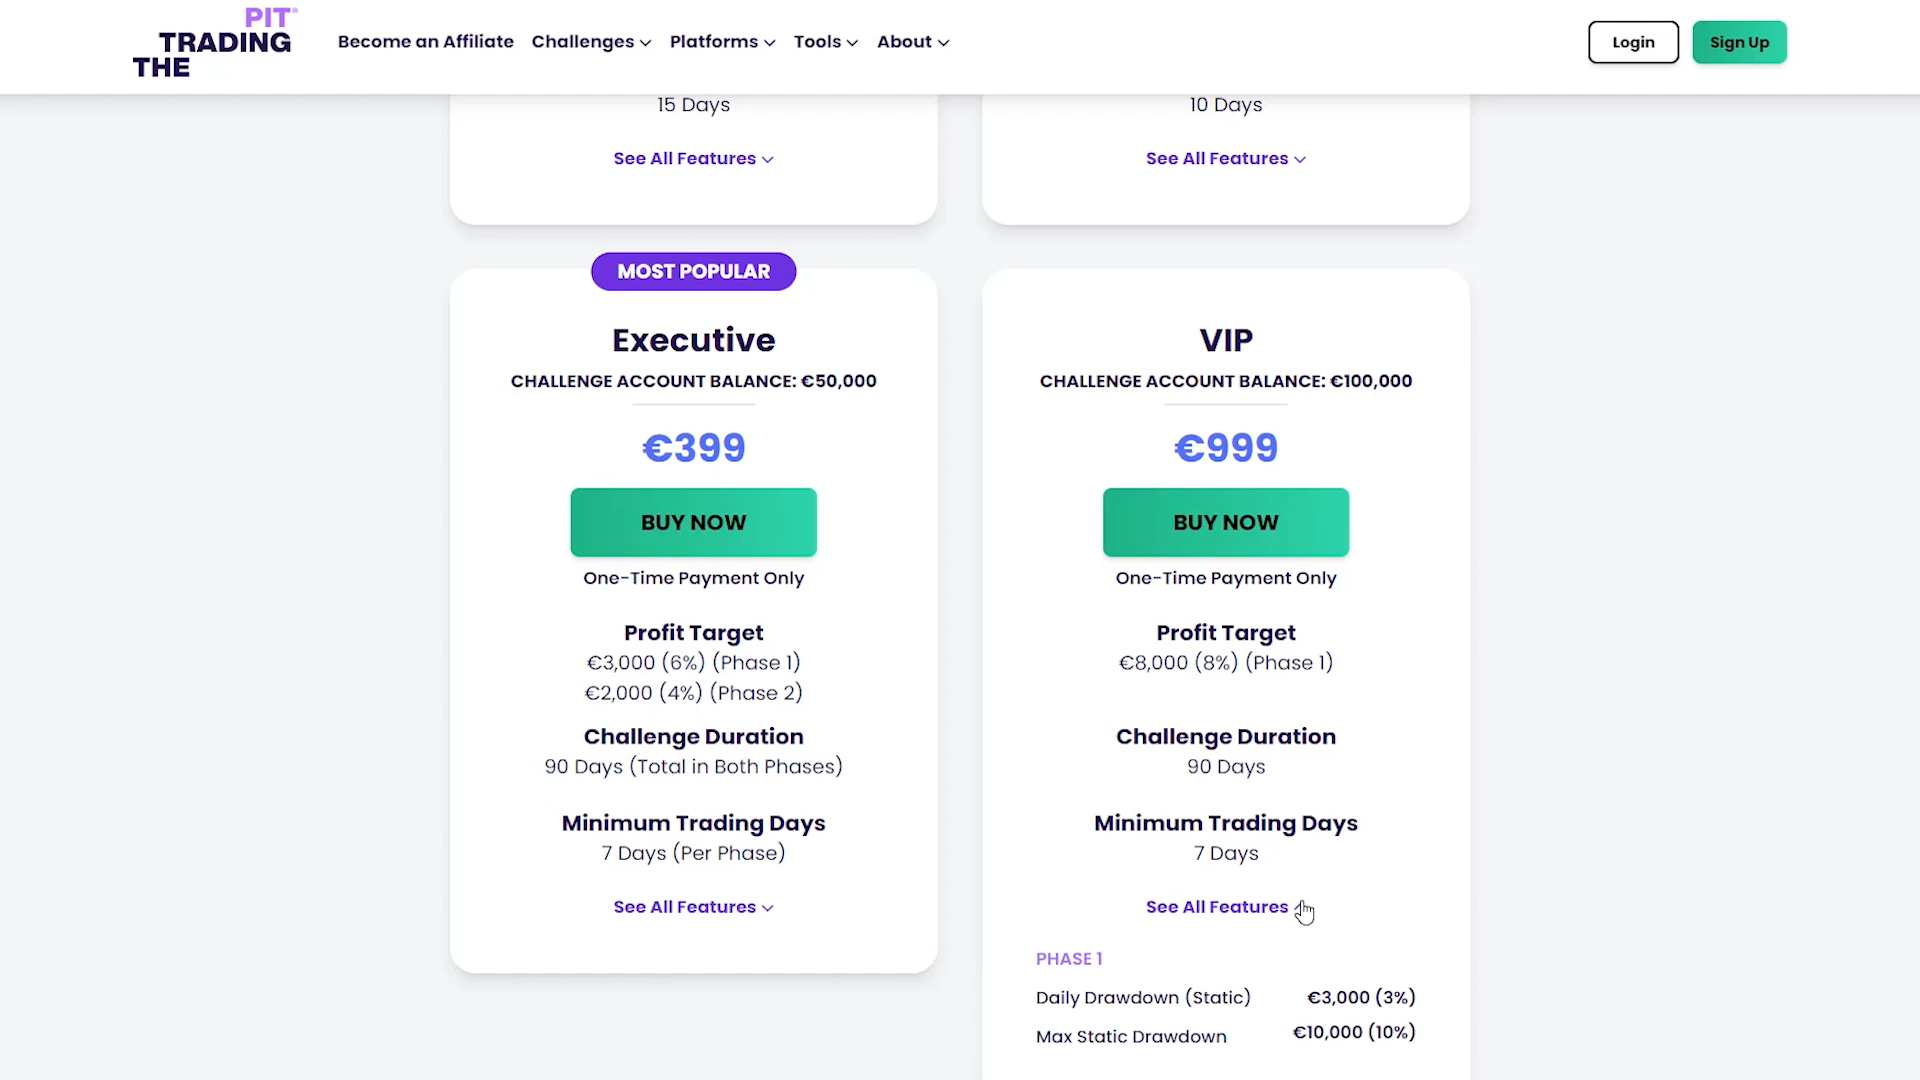 PIT®
TRADING
THE
Become an Affiliate
Challenges
Platforms
Tools
About
Login
Sign Up
15 Days
See All Features
10 Days
See All Features
MOST POPULAR
Executive
CHALLENGE ACCOUNT BALANCE: €50,000
€399
BUY NOW
One-Time Payment Only
Profit Target
€3,000 (6%) (Phase 1)
€2,000 (4%) (Phase 2)
Challenge Duration
90 Days (Total in Both Phases)
Minimum Trading Days
7 Days (Per Phase)
See All Features
VIP
CHALLENGE ACCOUNT BALANCE: €100,000
€999
BUY NOW
One-Time Payment Only
Profit Target
€8,000 (8%) (Phase 1)
Challenge Duration
90 Days
Minimum Trading Days
7 Days
See All Features
PHASE 1
Daily Drawdown (Static) €3,000 (3%)
Max Static Drawdown €10,000 (10%)